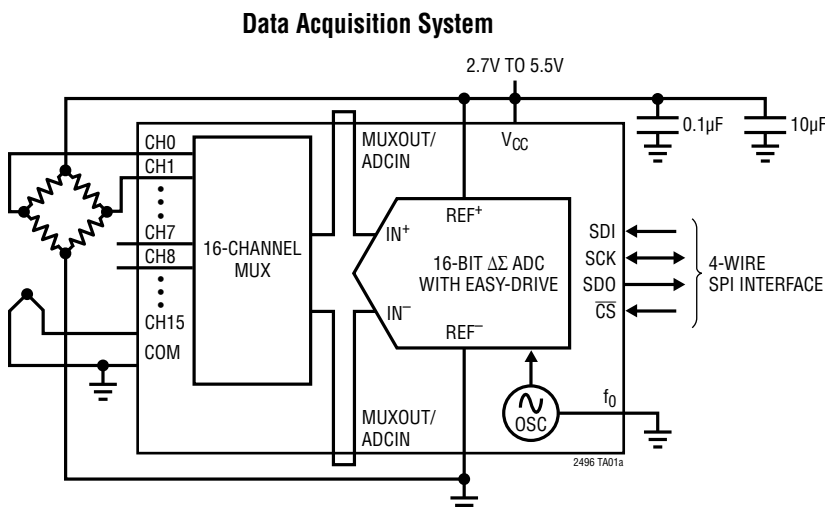 Data Acquisition System
2.7V TO 5.5V
0.1µF
10µF
CH0
CH1
CH7
CH8
CH15
COM
16-CHANNEL
MUX
MUXOUT/
ADCIN
VCC
REF+
IN+
16-BIT ΔΣ ADC
WITH EASY-DRIVE
IN−
REF−
MUXOUT/
ADCIN
SDI
SCK
SDO
CS
4-WIRE
SPI INTERFACE
OSC
f0
2496 TA01a